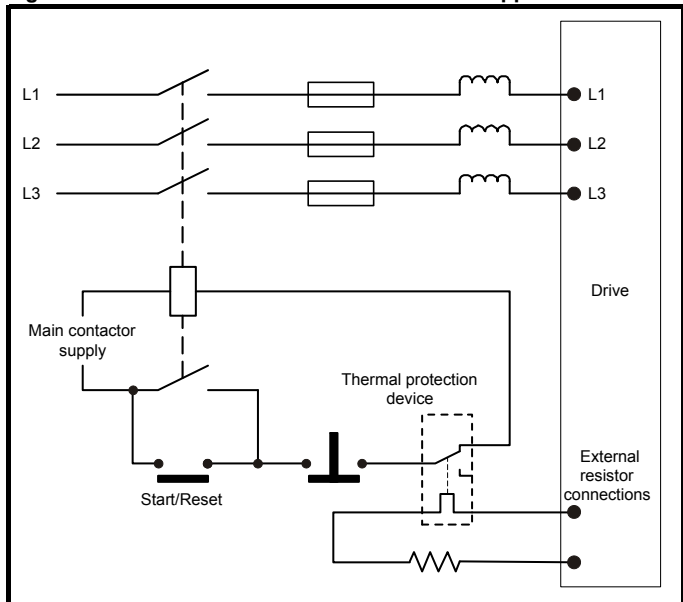 L1
L1
L2
L2
L3
L3
Drive
Main contactor
supply
Thermal protection
device
Start/Reset
External
resistor
connections